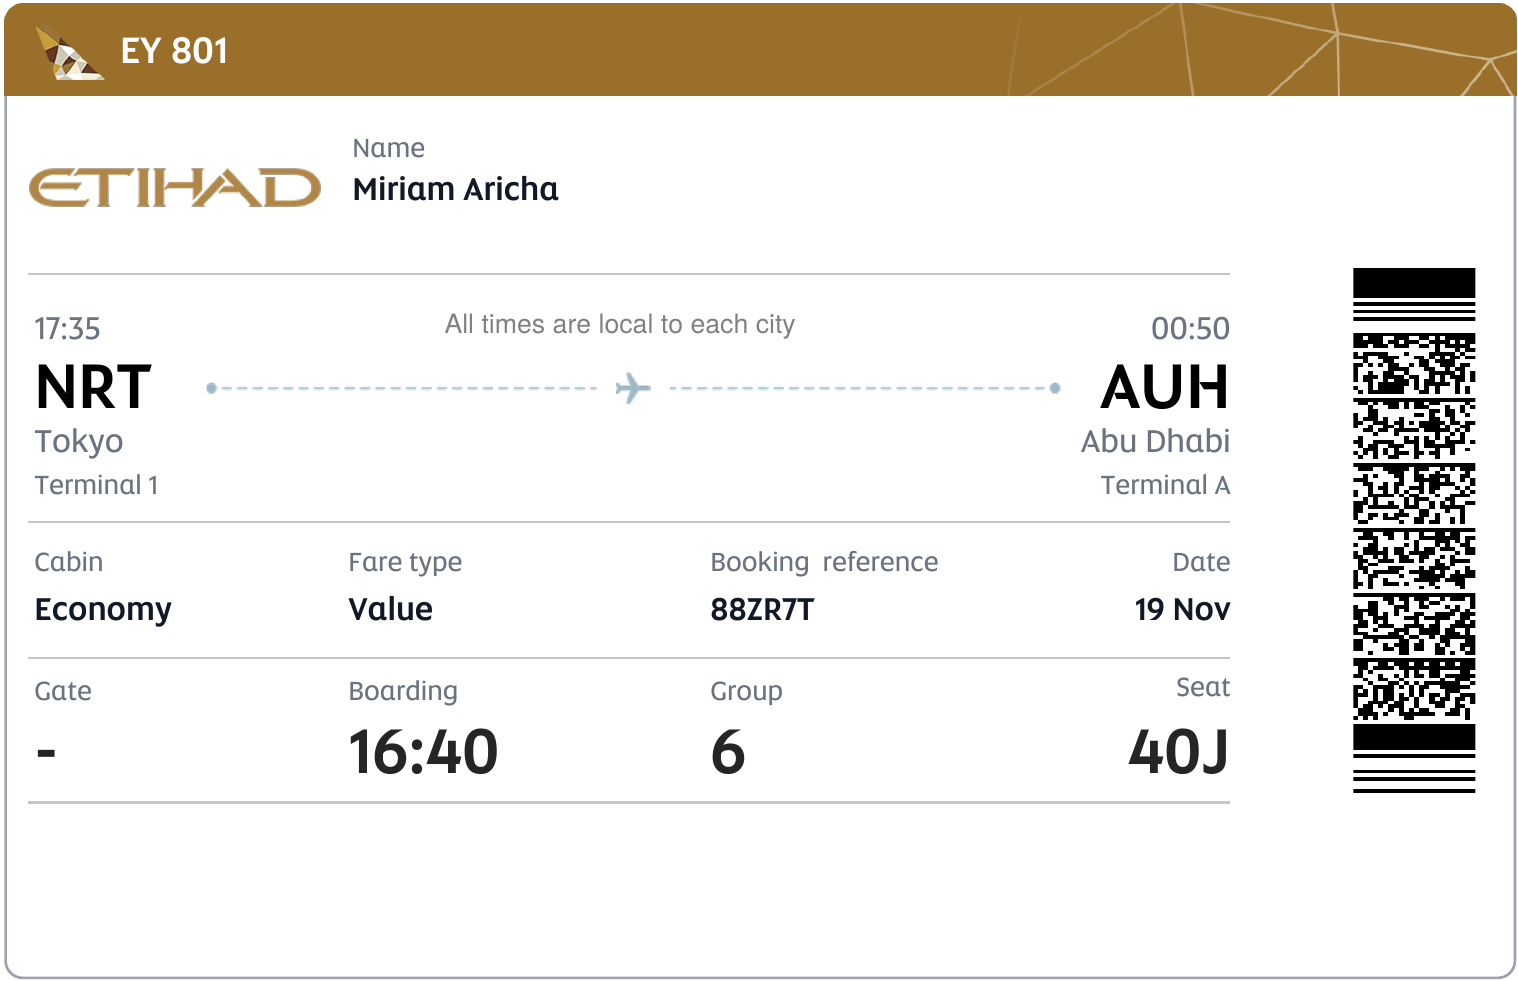 EY 801
ETIHAD
Name
Miriam Aricha
17:35 All times are local to each city 00:50
NRT AUH
Tokyo Abu Dhabi
Terminal 1 Terminal A
Cabin Fare type Booking reference Date
Economy Value 88ZR7T 19 Nov
Gate Boarding Group Seat
- 16:40 6 40J